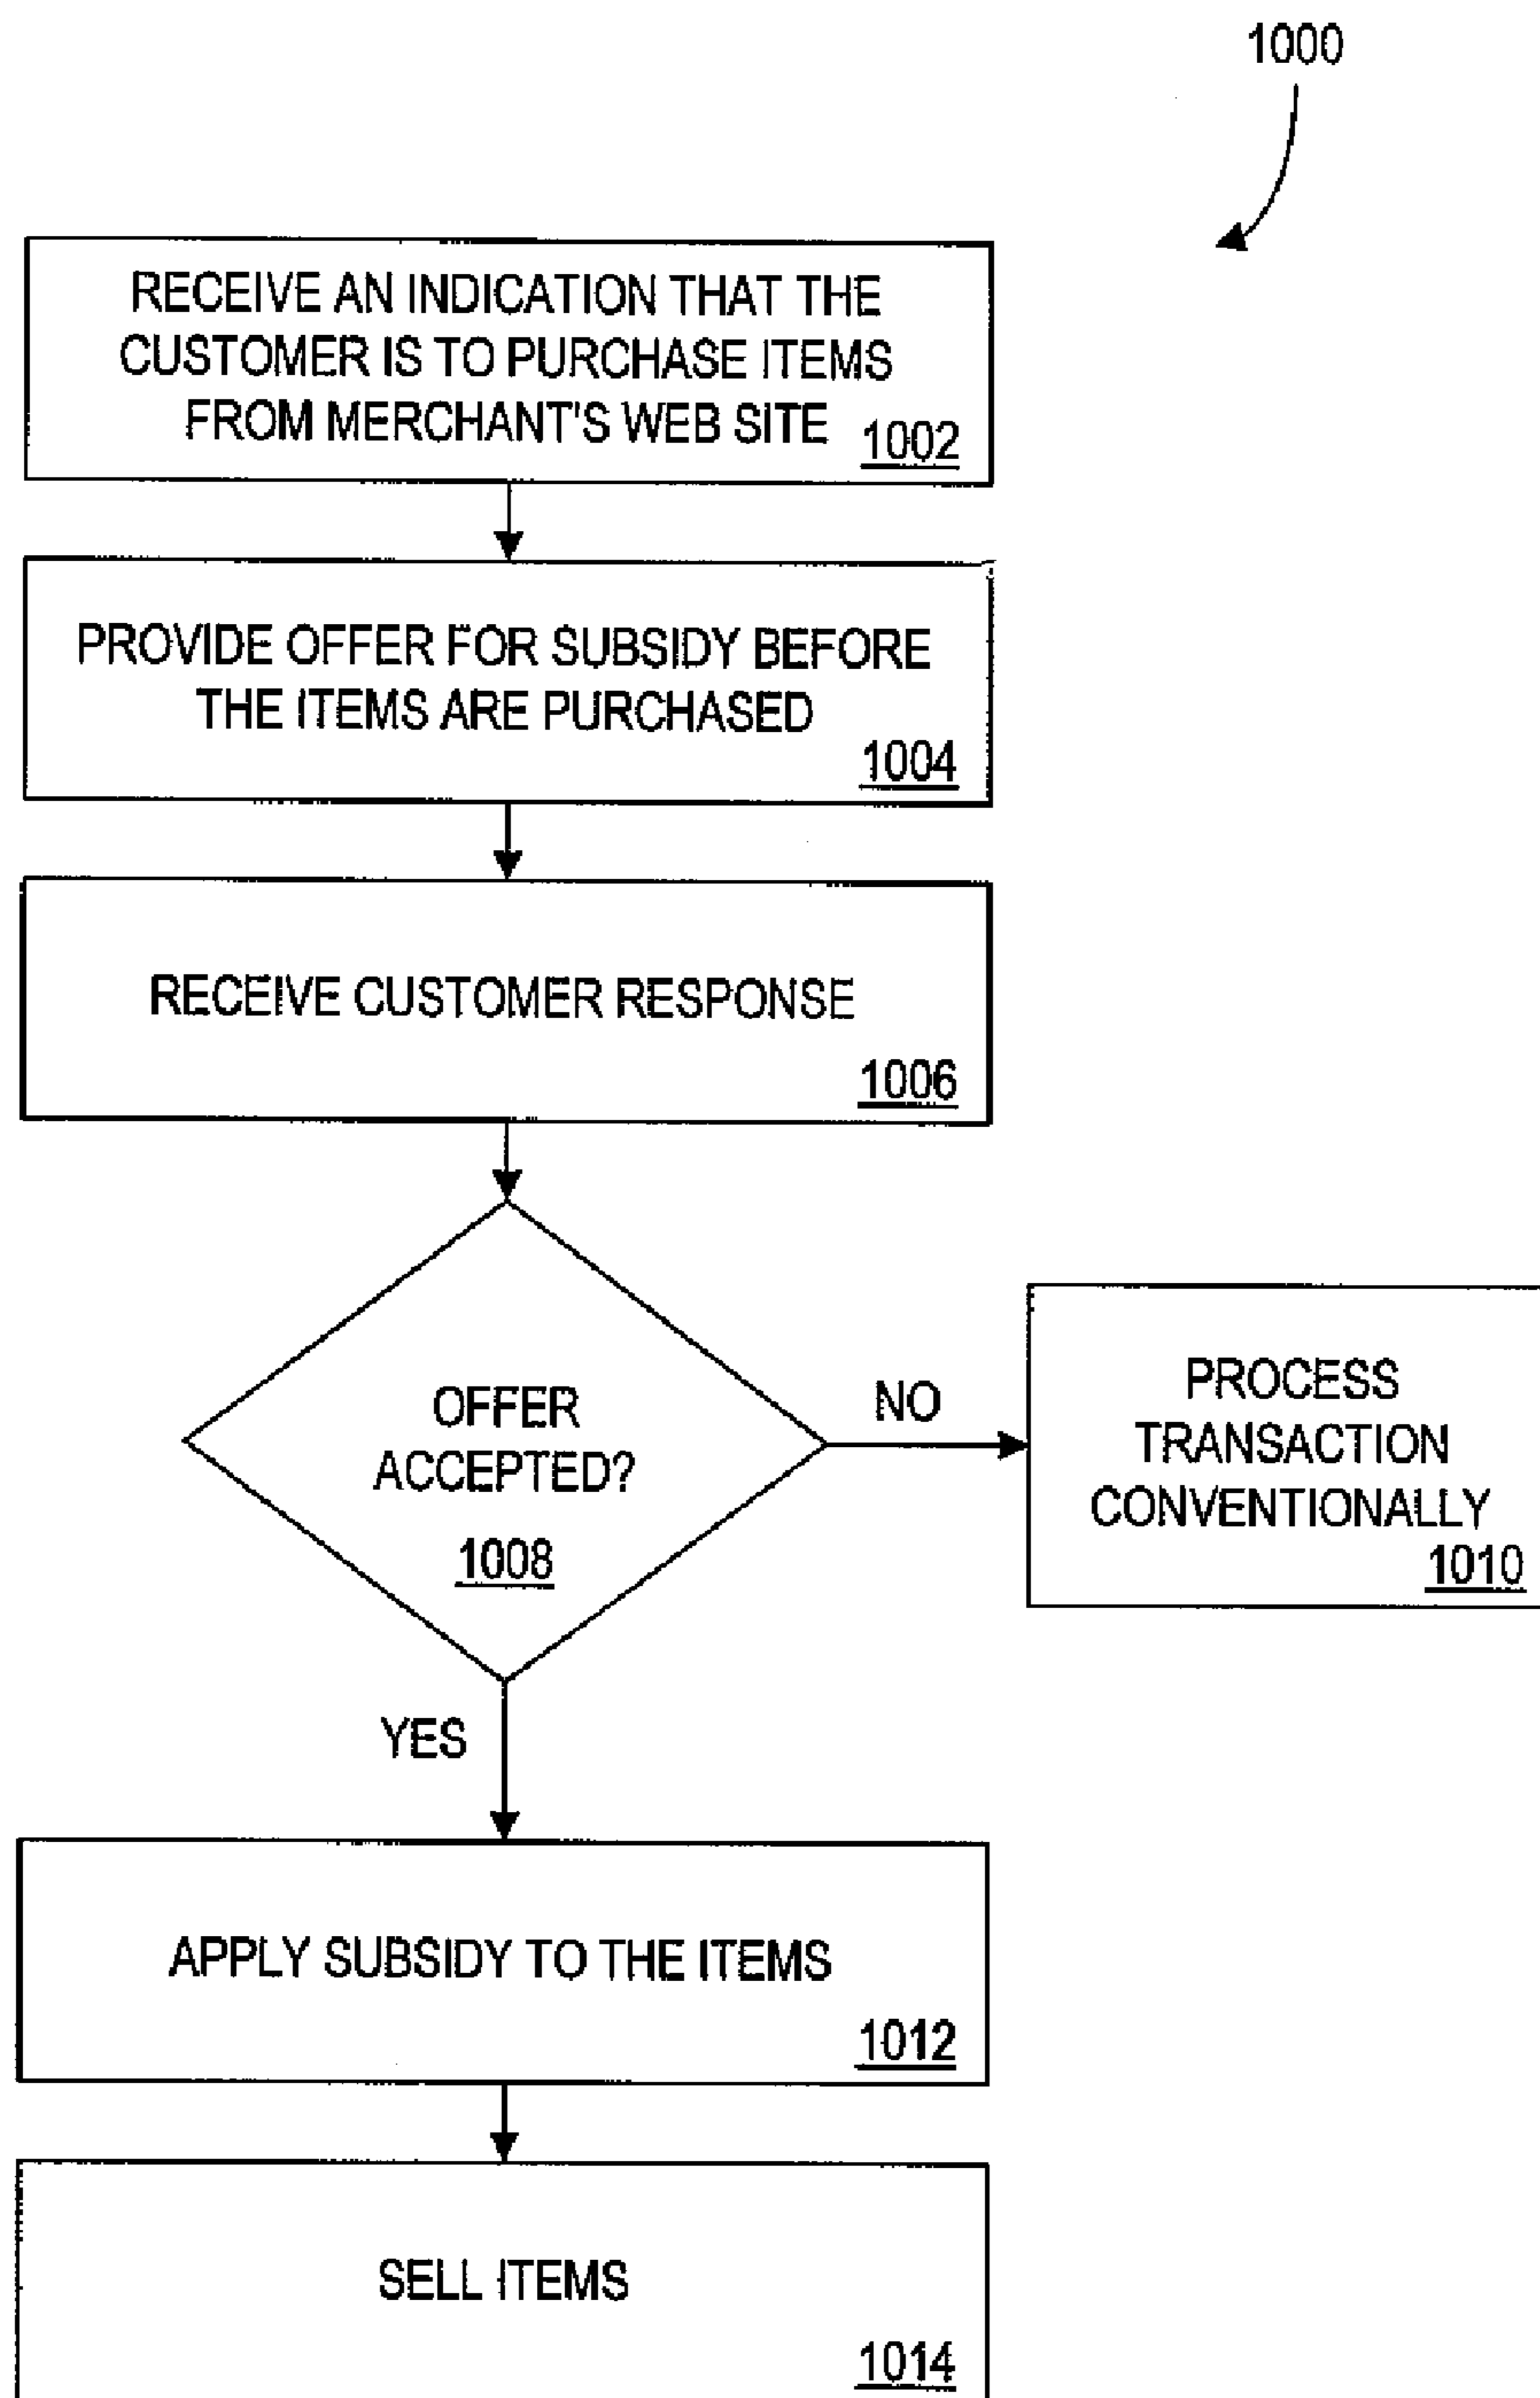 1000
RECEIVE AN INDICATION THAT THE
CUSTOMER IS TO PURCHASE ITEMS
FROM MERCHANT'S WEB SITE
1002
PROVIDE OFFER FOR SUBSIDY BEFORE
THE ITEMS ARE PURCHASED
1004
RECEIVE CUSTOMER RESPONSE
1006
OFFER
ACCEPTED?
1008
NO
PROCESS
TRANSACTION
CONVENTIONALLY
1010
YES
APPLY SUBSIDY TO THE ITEMS
1012
SELL ITEMS
1014